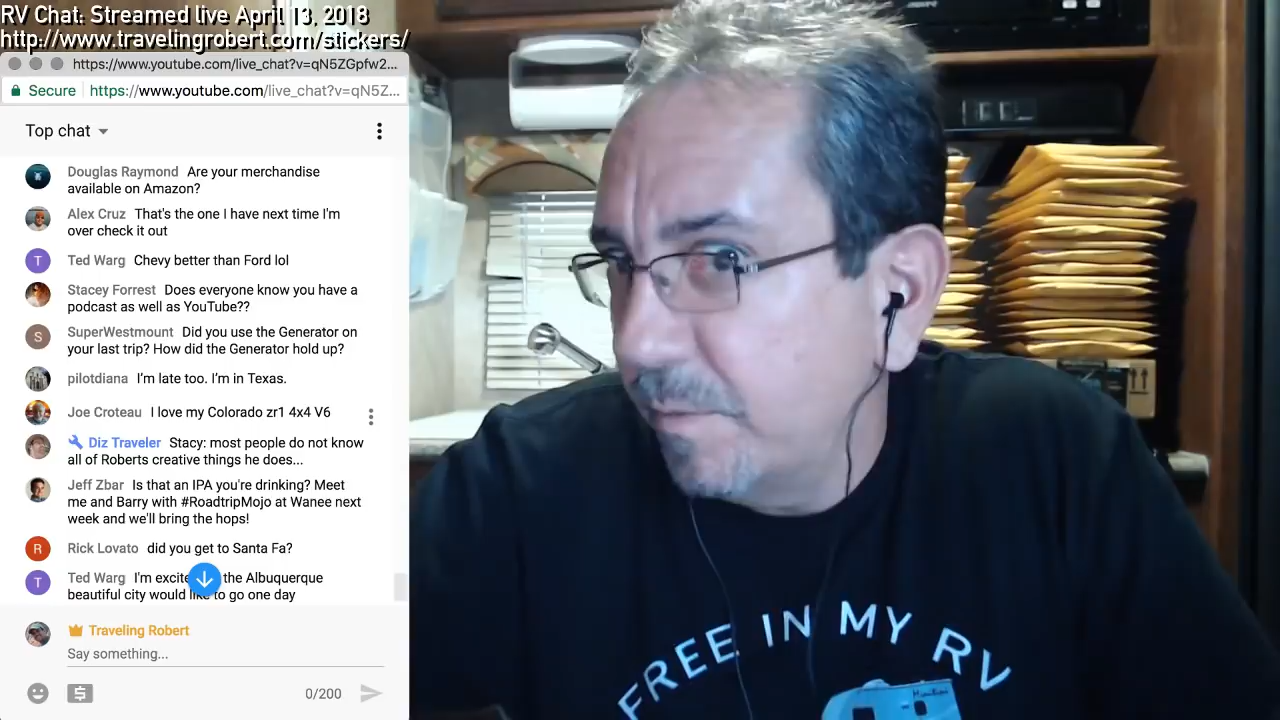 RV Chat: Streamed live April 13, 2018
http://www.travelingrobert.com/stickers/
https://www.youtube.com/live_chat?v=qN5ZGpfw2...
Secure https://www.youtube.com/live_chat?v=qN5Z...
Top chat
Douglas Raymond Are your merchandise
available on Amazon?
Alex Cruz That's the one I have next time I'm
over check it out
T Ted Warg Chevy better than Ford lol
Stacey Forrest Does everyone know you have a
podcast as well as YouTube??
S SuperWestmount Did you use the Generator on
your last trip? How did the Generator hold up?
pilotdiana I'm late too. I'm in Texas.
Joe Croteau I love my Colorado zr1 4x4 V6
Diz Traveler Stacy: most people do not know
all of Roberts creative things he does...
Jeff Zbar Is that an IPA you're drinking? Meet
me and Barry with #RoadtripMojo at Wanee next
week and we'll bring the hops!
R Rick Lovato did you get to Santa Fa?
T Ted Warg I'm excite the Albuquerque
beautiful city would like to go one day
Traveling Robert
Say something...
0/200
FREE IN MY RV